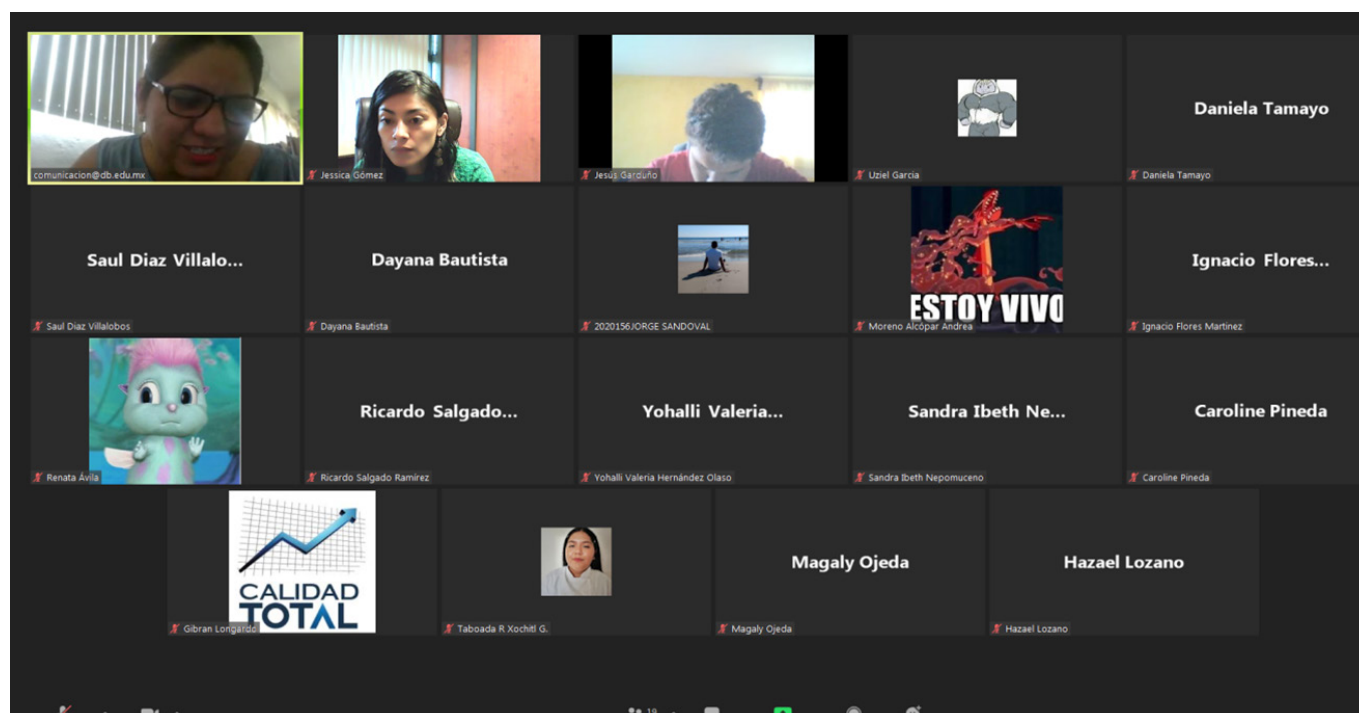 comunicacion@db.edu.mx
Jessica Gómez
Jesús Garduño
Uziel Garcia
Daniela Tamayo
Daniela Tamayo
Saul Diaz Villalo...
Saul Diaz Villalobos
Dayana Bautista
Dayana Bautista
2020156JORGE SANDOVAL
ESTOY VIVO
Moreno Alcópar Andrea
Ignacio Flores...
Ignacio Flores Martinez
Renata Ávila
Ricardo Salgado...
Ricardo Salgado Ramírez
Yohalli Valeria...
Yohalli Valeria Hernández Olaso
Sandra Ibeth Ne...
Sandra Ibeth Nepomuceno
Caroline Pineda
Caroline Pineda
CALIDAD
TOTAL
Gibran Longardo
Taboada R Xochitl G.
Magaly Ojeda
Magaly Ojeda
Hazael Lozano
Hazael Lozano
19